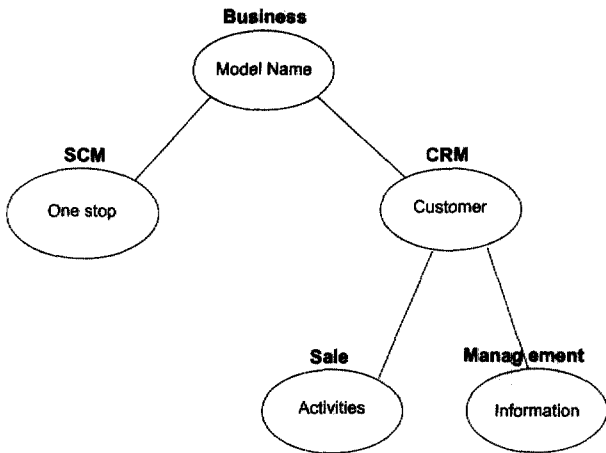 Business
Model Name
SCM
CRM
One stop
Customer
Sale
Management
Activities
Information